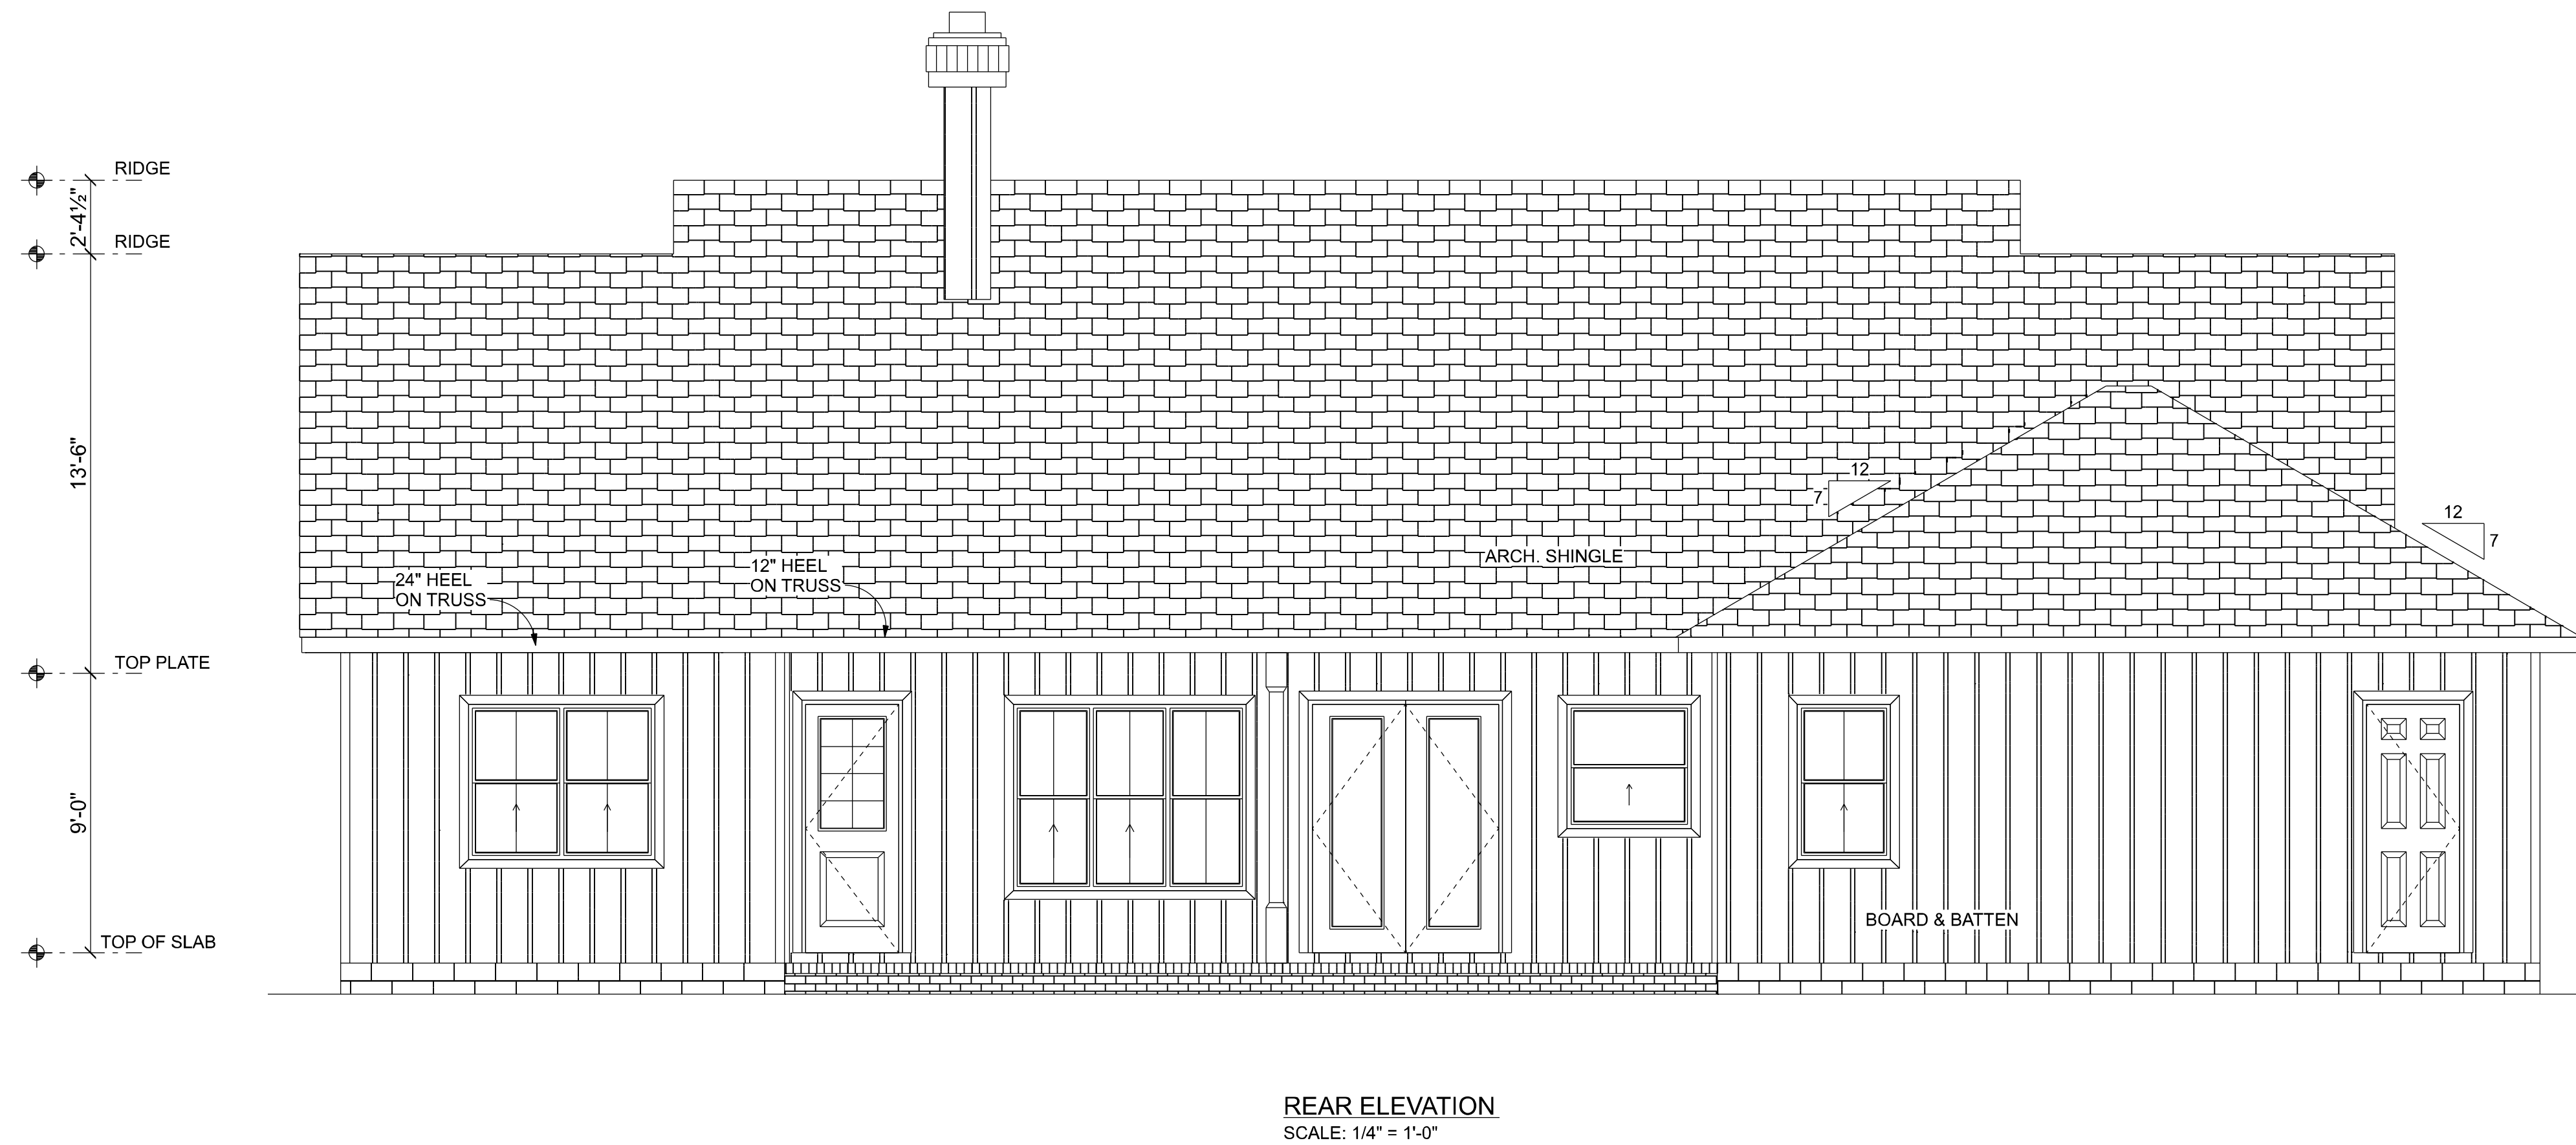 RIDGE
2'-4½"
RIDGE
13'-6"
12
7
12
7
ARCH. SHINGLE
12" HEEL
ON TRUSS
24" HEEL
ON TRUSS
TOP PLATE
9'-0"
BOARD & BATTEN
TOP OF SLAB
REAR ELEVATION
SCALE: 1/4" = 1'-0"